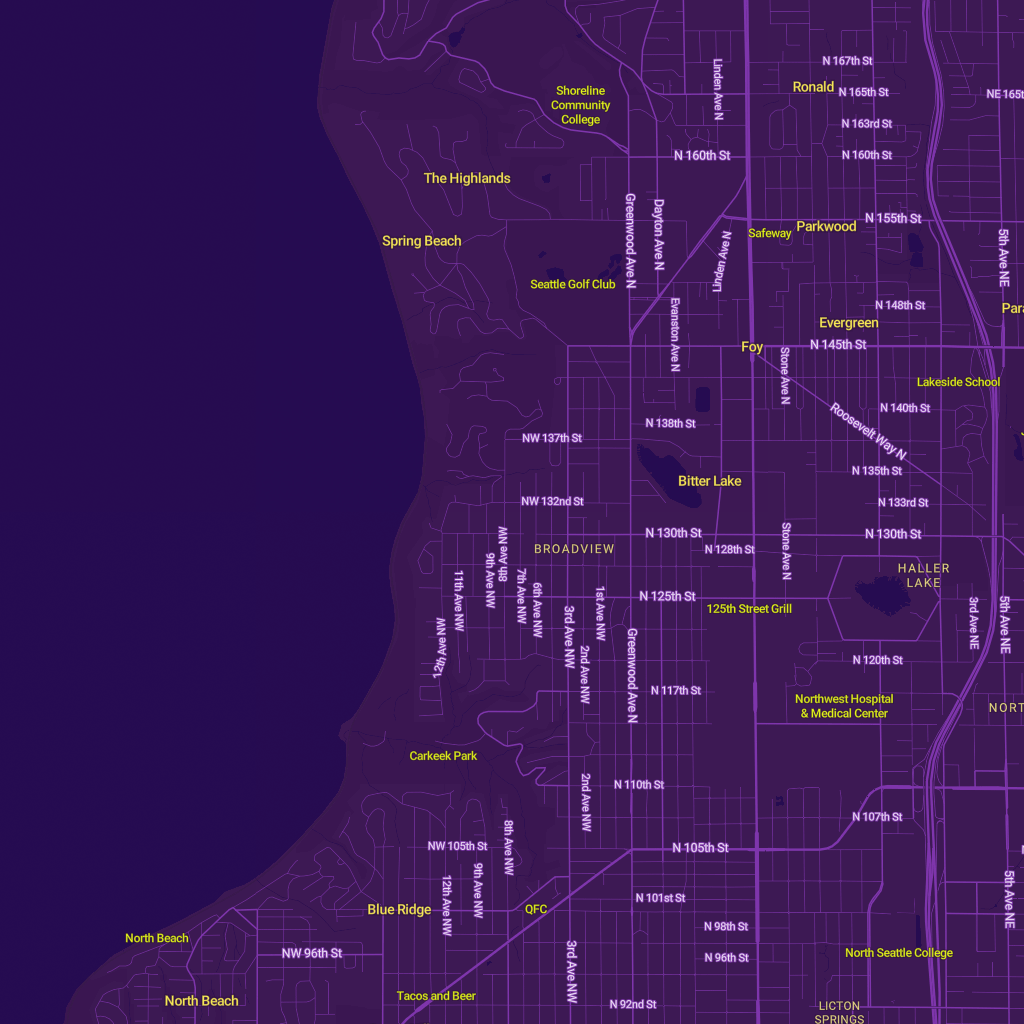 N 167th St
Linden Ave N
Ronald
Shoreline
Community
College
N 165th St
NE 165t
N 163rd St
N 160th St
N 160th St
The Highlands
Greenwood Ave N
Dayton Ave N
N 155th St
Parkwood
Safeway
Spring Beach
Linden Ave N
5th Ave NE
Seattle Golf Club
N 148th St
Para
Evergreen
Evanston Ave N
Foy
N 145th St
Stone Ave N
Lakeside School
N 140th St
Roosevelt Way N
N 138th St
NW 137th St
N 135th St
Bitter Lake
NW 132nd St
N 133rd St
N 130th St
N 130th St
Stone Ave N
BROADVIEW
N 128th St
8th Ave NW
9th Ave NW
HALLER
LAKE
11th Ave NW
7th Ave NW
6th Ave NW
1st Ave NW
N 125th St
125th Street Grill
3rd Ave NE
5th Ave NE
3rd Ave NW
12th Ave NW
Greenwood Ave N
2nd Ave NW
N 120th St
N 117th St
Northwest Hospital
& Medical Center
NORT
Carkeek Park
N 110th St
2nd Ave NW
N 107th St
8th Ave NW
NW 105th St
N 105th St
9th Ave NW
12th Ave NW
N 101st St
5th Ave NE
Blue Ridge
QFC
N 98th St
North Beach
3rd Ave NW
NW 96th St
N 96th St
North Seattle College
Tacos and Beer
North Beach
N 92nd St
LICTON
SPRINGS